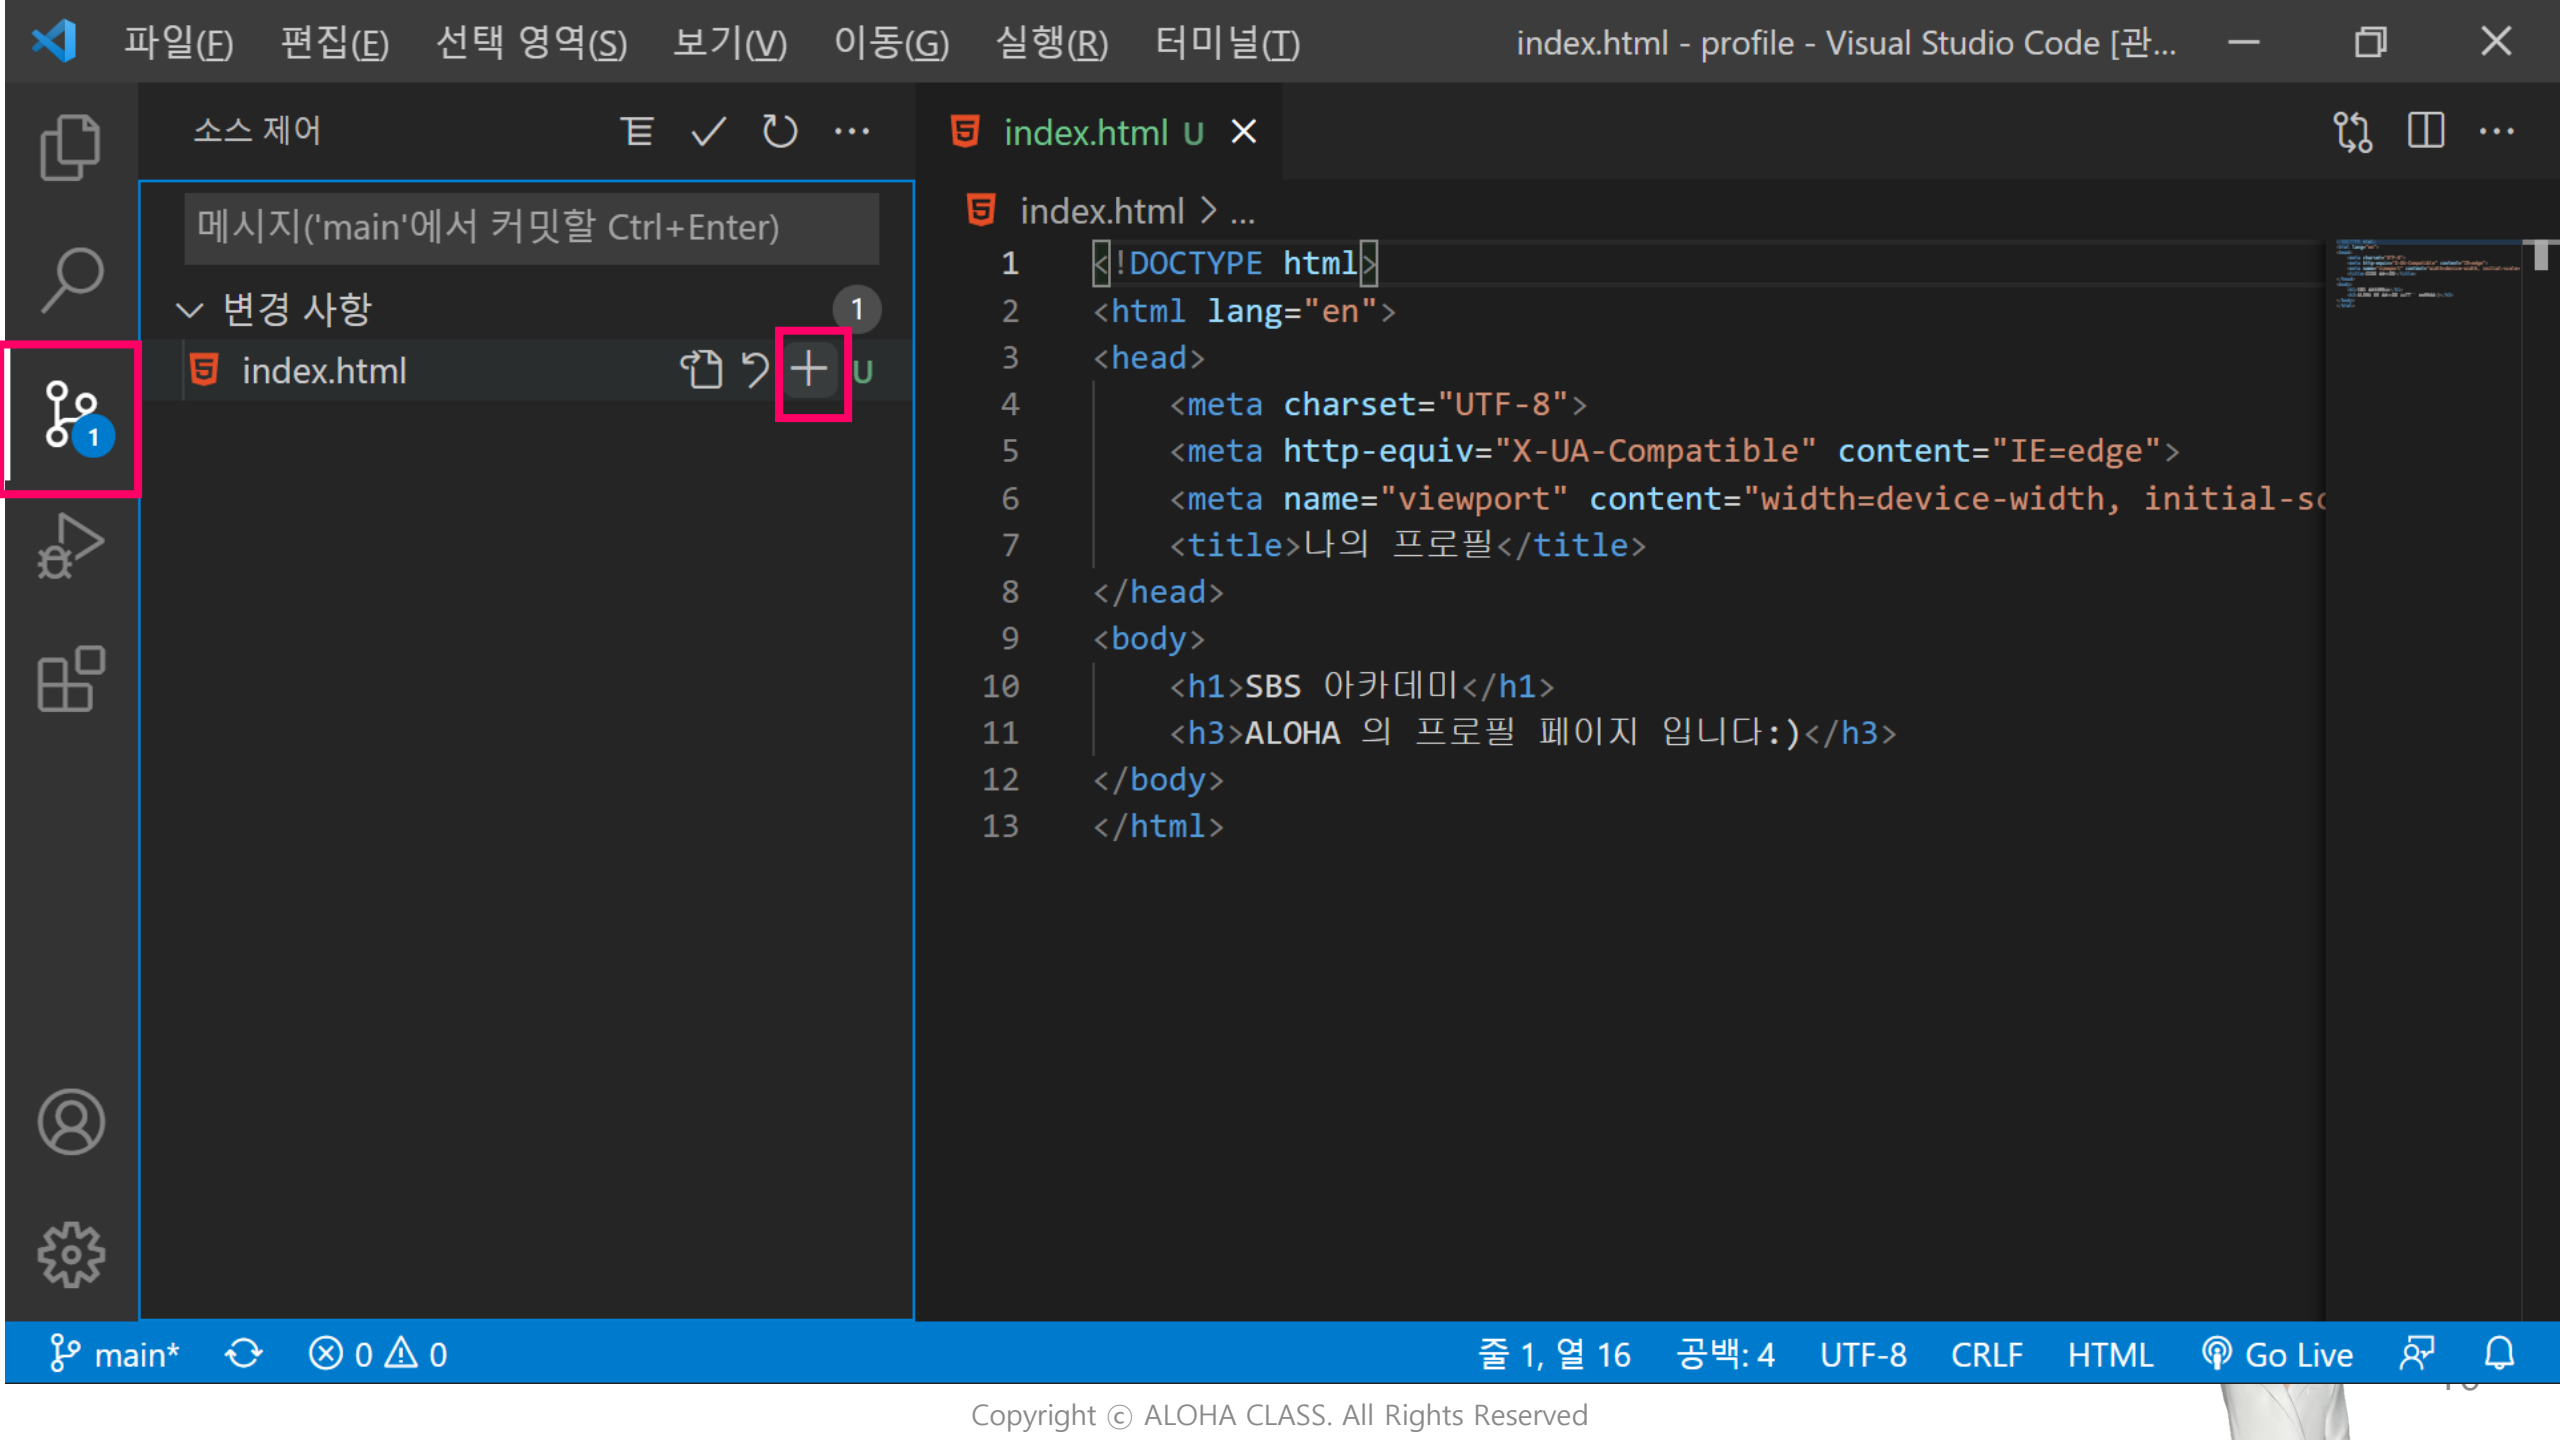 파일(F) 편집(E) 선택 영역(S) 보기(V) 이동(G) 실행(R) 터미널(T) index.html - profile - Visual Studio Code [관...
소스 제어
메시지('main'에서 커밋할 Ctrl+Enter)
변경 사항 1
index.html U
1
index.html U
index.html > ...
1 <!DOCTYPE html>
2 <html lang="en">
3 <head>
4 <meta charset="UTF-8">
5 <meta http-equiv="X-UA-Compatible" content="IE=edge">
6 <meta name="viewport" content="width=device-width, initial-sc
7 <title>나의 프로필</title>
8 </head>
9 <body>
10 <h1>SBS 아카데미</h1>
11 <h3>ALOHA 의 프로필 페이지 입니다:)</h3>
12 </body>
13 </html>
main* 0 0 줄 1, 열 16 공백: 4 UTF-8 CRLF HTML Go Live
Copyright ⓒ ALOHA CLASS. All Rights Reserved